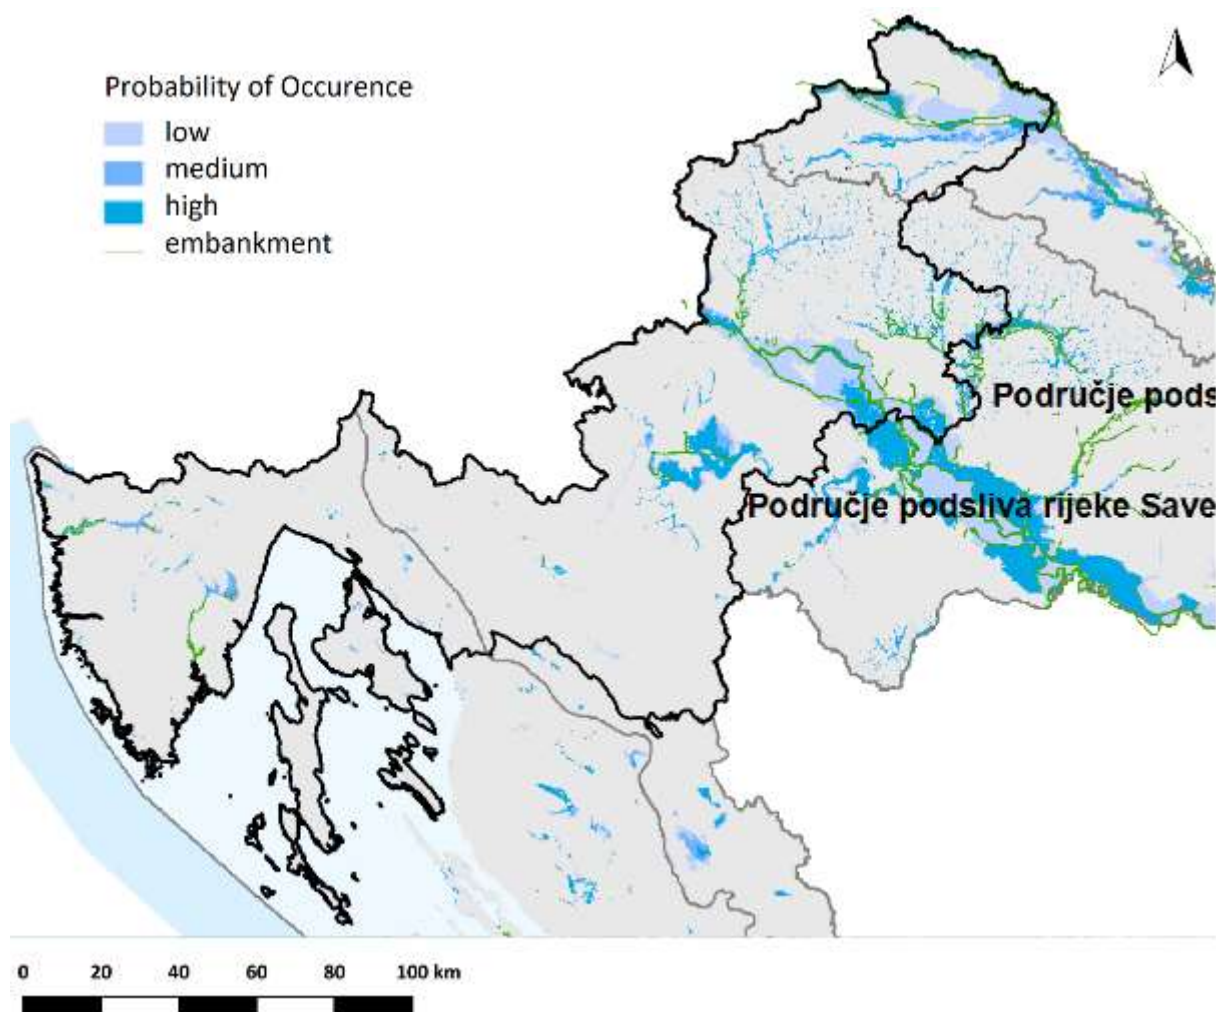 Probability of Occurence
low
medium
high
embankment
Područje pods
Područje podsliva rijeke Save
0 20 40 60 80 100 km